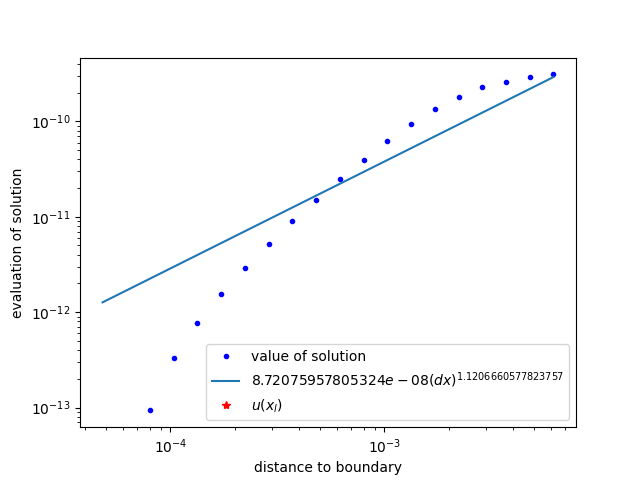 10⁻¹⁰
10⁻¹¹
10⁻¹²
10⁻¹³
evaluation of solution
value of solution
8.72075957805324e − 08(dx)^1.1206660577823757
u(x_l)
10⁻⁴ 10⁻³
distance to boundary